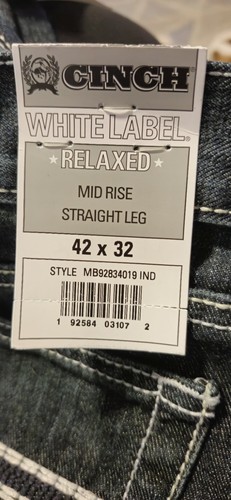 CINCH
WHITE LABEL®
★RELAXED★
MID RISE
STRAIGHT LEG
42 x 32
STYLE MB92834019 IND
1 92584 03107 2